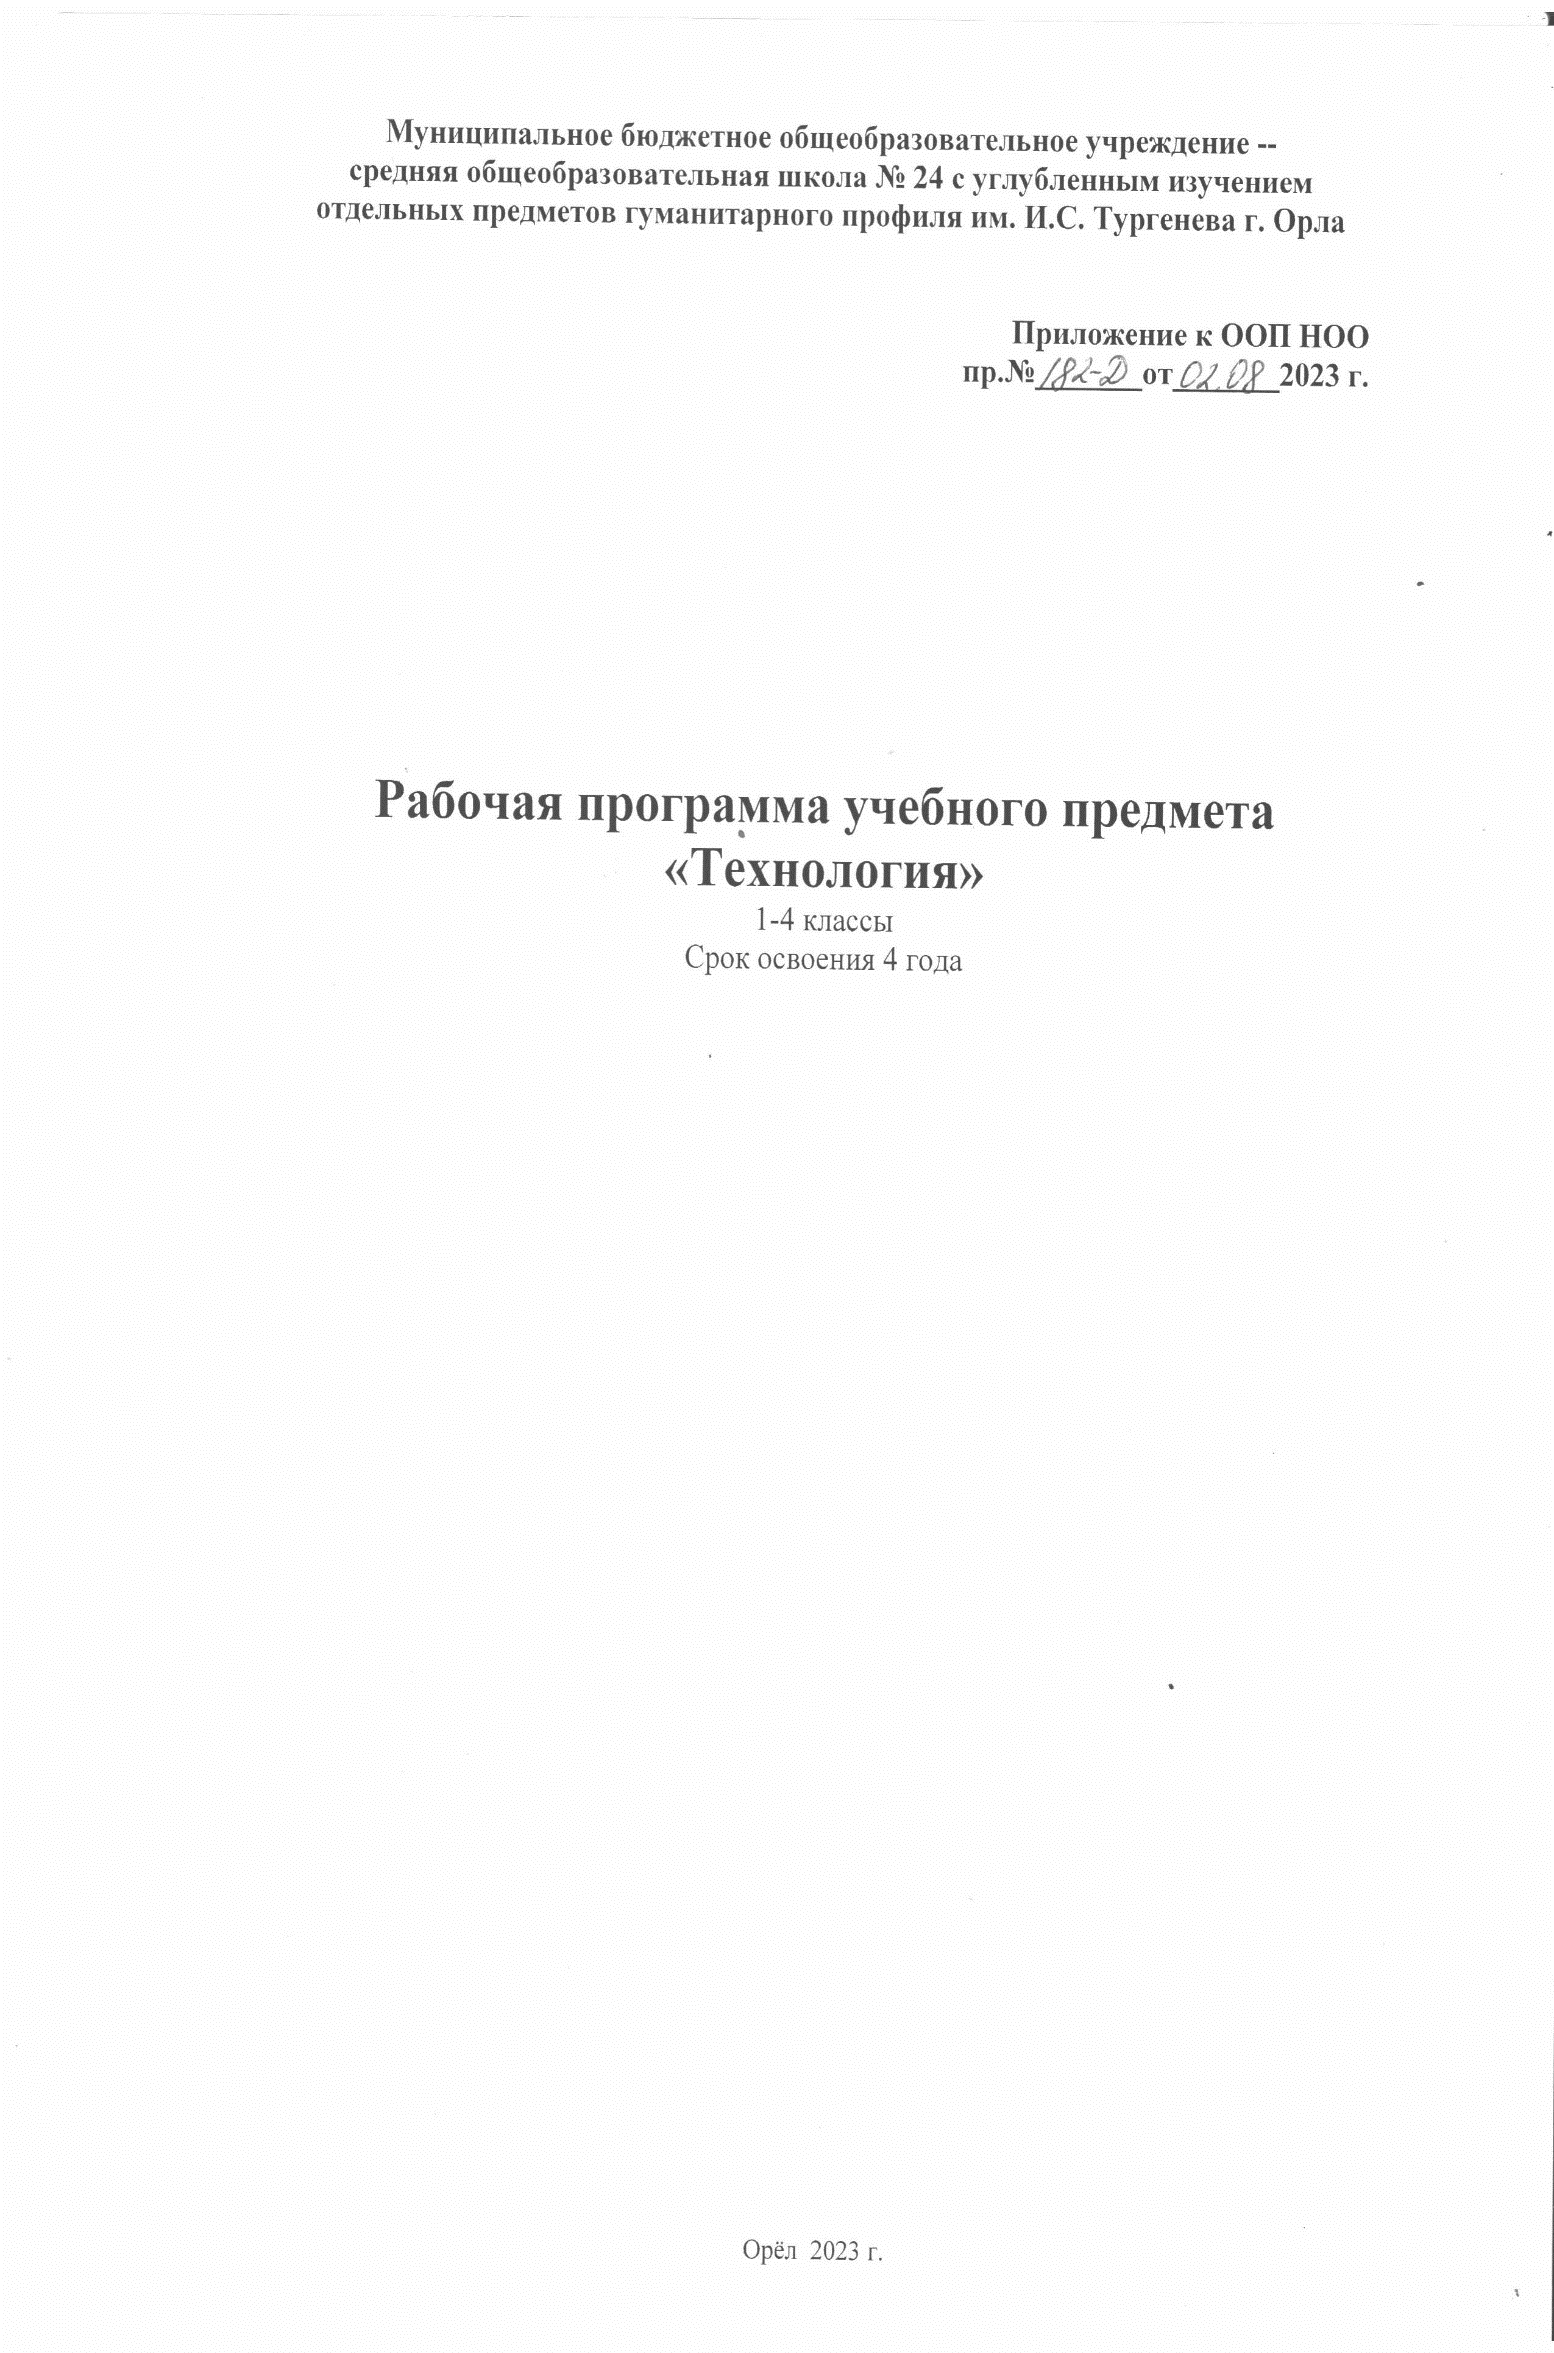 Муниципальное бюджетное общеобразовательное учреждение --
средняя общеобразовательная школа № 24 с углубленным изучением
отдельных предметов гуманитарного профиля им. И.С. Тургенева г. Орла
Приложение к ООП НОО
пр.№ 182-Д от 02.08 2023 г.
Рабочая программа учебного предмета
«Технология»
1-4 классы
Срок освоения 4 года
Орёл 2023 г.